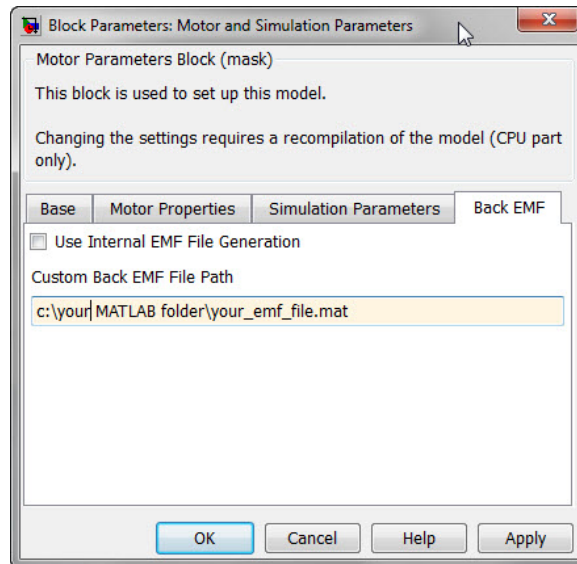 Block Parameters: Motor and Simulation Parameters
Motor Parameters Block (mask)
This block is used to set up this model.
Changing the settings requires a recompilation of the model (CPU part
only).
Base Motor Properties Simulation Parameters Back EMF
Use Internal EMF File Generation
Custom Back EMF File Path
c:\your MATLAB folder\your_emf_file.mat
OK Cancel Help Apply